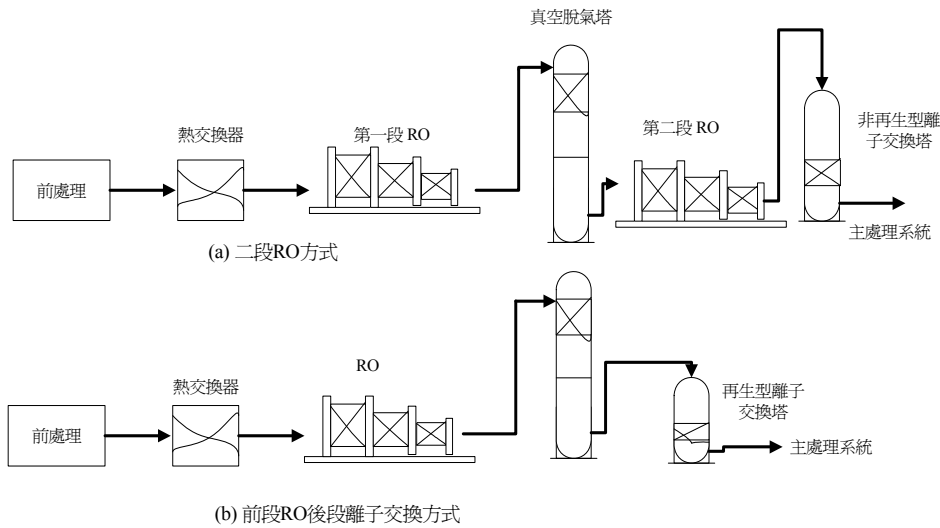 真空脫氣塔
熱交換器
第一段 RO
第二段 RO
非再生型離
子交換塔
前處理
主處理系統
(a) 二段RO方式
RO
熱交換器
再生型離子
交換塔
前處理
主處理系統
(b) 前段RO後段離子交換方式